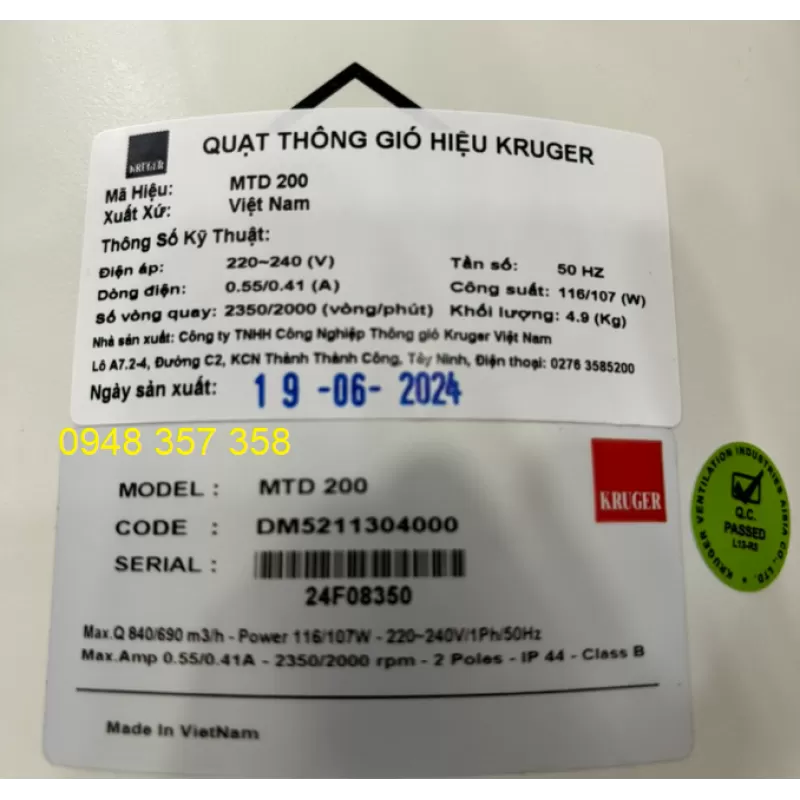 KRUGER
QUẠT THÔNG GIÓ HIỆU KRUGER
Mã Hiệu: MTD 200
Xuất Xứ: Việt Nam
Thông Số Kỹ Thuật:
Điện áp: 220~240 (V) Tần số: 50 HZ
Dòng điện: 0.55/0.41 (A) Công suất: 116/107 (W)
Số vòng quay: 2350/2000 (vòng/phút) Khối lượng: 4.9 (Kg)
Nhà sản xuất: Công ty TNHH Công Nghiệp Thông gió Kruger Việt Nam
Lô A7.2-4, Đường C2, KCN Thành Thành Công, Tây Ninh, Điện thoại: 0276 3585200
Ngày sản xuất: 19-06-2024
0948 357 358
KRUGER
MODEL : MTD 200
CODE : DM5211304000
SERIAL :
24F08350
Max.Q 840/690 m3/h - Power 116/107W - 220~240V/1Ph/50Hz
Max.Amp 0.55/0.41A - 2350/2000 rpm - 2 Poles - IP 44 - Class B
Made In VietNam
KRUGER VENTILATION INDUSTRIES ASIA CO., LTD.
Q.C.
PASSED